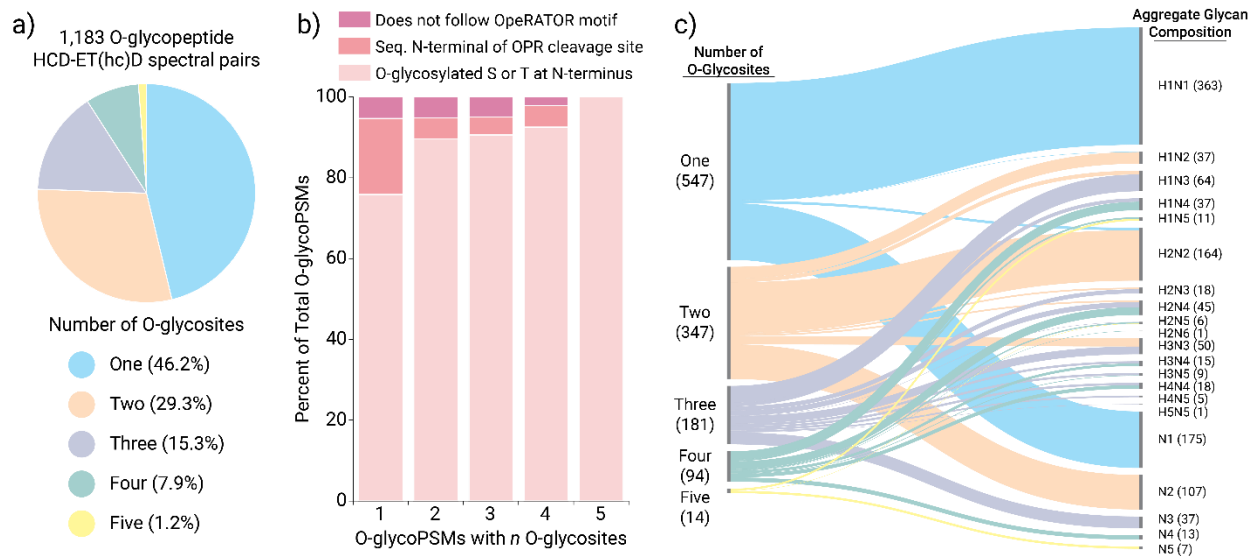 a)
1,183 O-glycopeptide
HCD-ET(hc)D spectral pairs
Number of O-glycosites
One (46.2%)
Two (29.3%)
Three (15.3%)
Four (7.9%)
Five (1.2%)
b)
Does not follow OpeRATOR motif
Seq. N-terminal of OPR cleavage site
O-glycosylated S or T at N-terminus
Percent of Total O-glycoPSMs
100
80
60
40
20
0
1 2 3 4 5
O-glycoPSMs with n O-glycosites
c)
Number of
O-Glycosites
One
(547)
Two
(347)
Three
(181)
Four
(94)
Five
(14)
Aggregate Glycan
Composition
H1N1 (363)
H1N2 (37)
H1N3 (64)
H1N4 (37)
H1N5 (11)
H2N2 (164)
H2N3 (18)
H2N4 (45)
H2N5 (6)
H2N6 (1)
H3N3 (50)
H3N4 (15)
H3N5 (9)
H4N4 (18)
H4N5 (5)
H5N5 (1)
N1 (175)
N2 (107)
N3 (37)
N4 (13)
N5 (7)